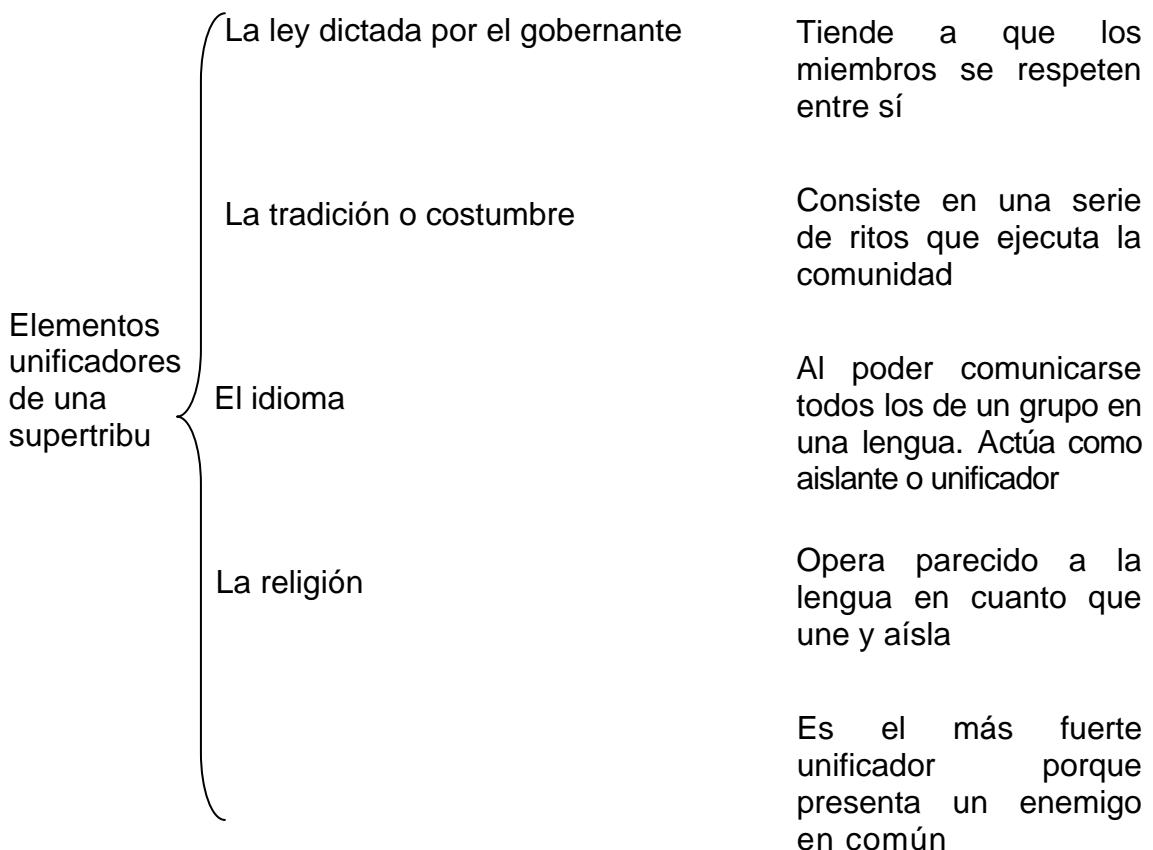 La ley dictada por el gobernante
Tiende a que los
miembros se respeten
entre sí
La tradición o costumbre
Consiste en una serie
de ritos que ejecuta la
comunidad
Elementos
unificadores
de una
supertribu
El idioma
Al poder comunicarse
todos los de un grupo en
una lengua. Actúa como
aislante o unificador
La religión
Opera parecido a la
lengua en cuanto que
une y aísla
Es el más fuerte
unificador porque
presenta un enemigo
en común